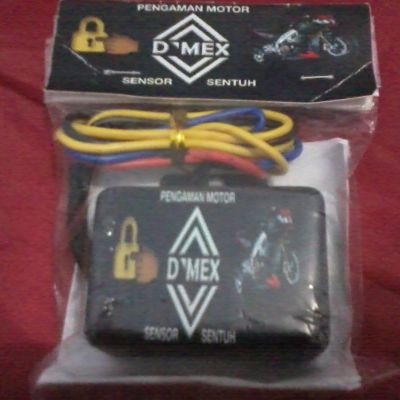 PENGAMAN MOTOR
D'MEX
SENSOR SENTUH
PENGAMAN MOTOR
D'MEX
SENSOR SENTUH